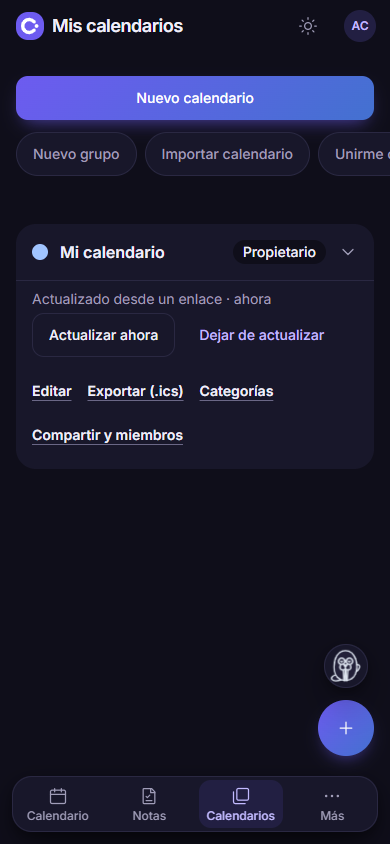 Mis calendarios
AC
Nuevo calendario
Nuevo grupo
Importar calendario
Unirme
Mi calendario
Propietario
Actualizado desde un enlace · ahora
Actualizar ahora
Dejar de actualizar
Editar
Exportar (.ics)
Categorías
Compartir y miembros
Calendario
Notas
Calendarios
Más